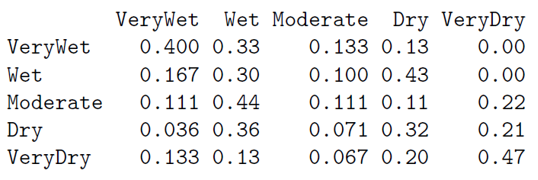 VeryWet Wet Moderate Dry VeryDry
VeryWet 0.400 0.33 0.133 0.13 0.00
Wet 0.167 0.30 0.100 0.43 0.00
Moderate 0.111 0.44 0.111 0.11 0.22
Dry 0.036 0.36 0.071 0.32 0.21
VeryDry 0.133 0.13 0.067 0.20 0.47